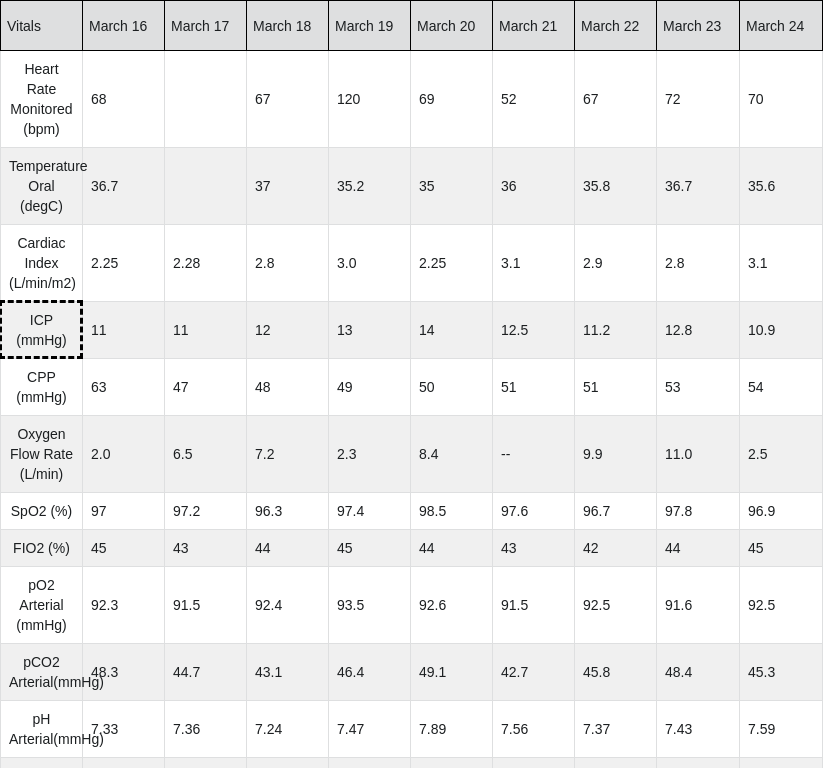 Vitals March 16 March 17 March 18 March 19 March 20 March 21 March 22 March 23 March 24
Heart
Rate
Monitored
(bpm) 68 67 120 69 52 67 72 70
Temperature
Oral
(degC) 36.7 37 35.2 35 36 35.8 36.7 35.6
Cardiac
Index
(L/min/m2) 2.25 2.28 2.8 3.0 2.25 3.1 2.9 2.8 3.1
ICP
(mmHg) 11 11 12 13 14 12.5 11.2 12.8 10.9
CPP
(mmHg) 63 47 48 49 50 51 51 53 54
Oxygen
Flow Rate
(L/min) 2.0 6.5 7.2 2.3 8.4 -- 9.9 11.0 2.5
SpO2 (%) 97 97.2 96.3 97.4 98.5 97.6 96.7 97.8 96.9
FIO2 (%) 45 43 44 45 44 43 42 44 45
pO2
Arterial
(mmHg) 92.3 91.5 92.4 93.5 92.6 91.5 92.5 91.6 92.5
pCO2
Arterial(mmHg) 48.3 44.7 43.1 46.4 49.1 42.7 45.8 48.4 45.3
pH
Arterial(mmHg) 7.33 7.36 7.24 7.47 7.89 7.56 7.37 7.43 7.59